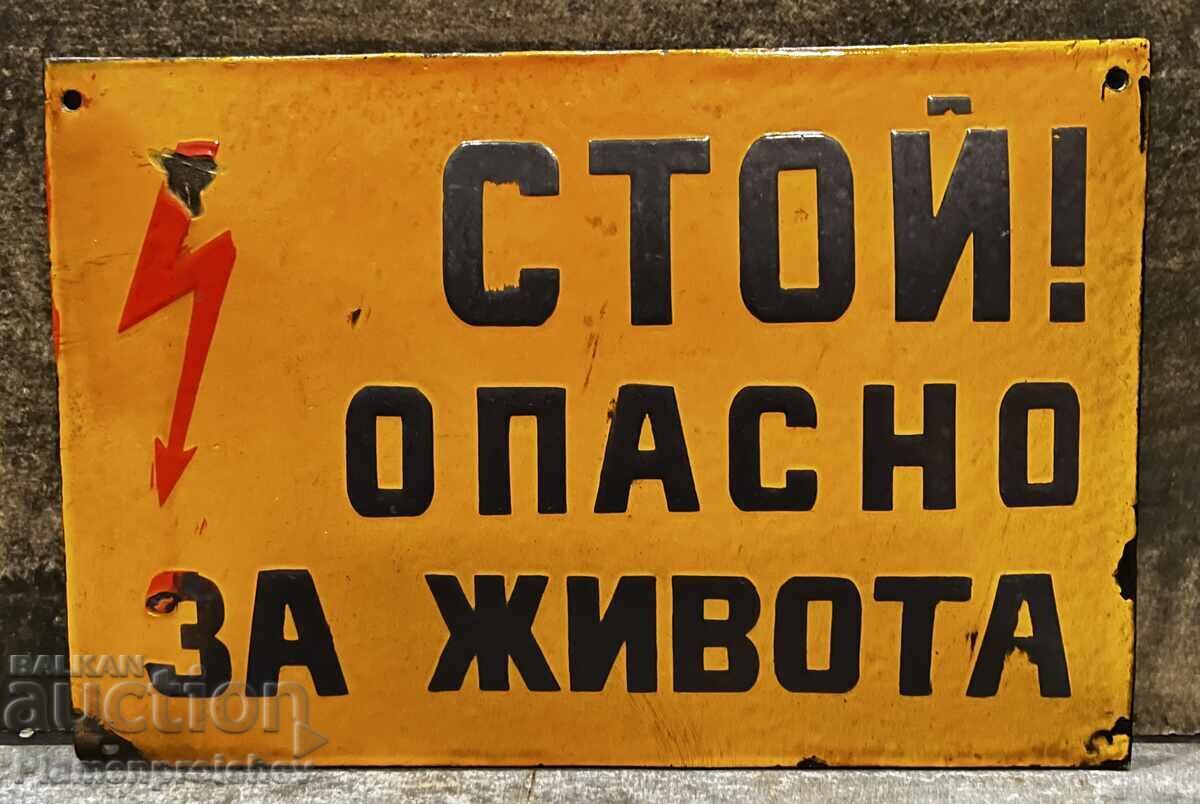 СТОЙ!
ОПАСНО
ЗА ЖИВОТА
BALKAN
auction
Plamenpreichev